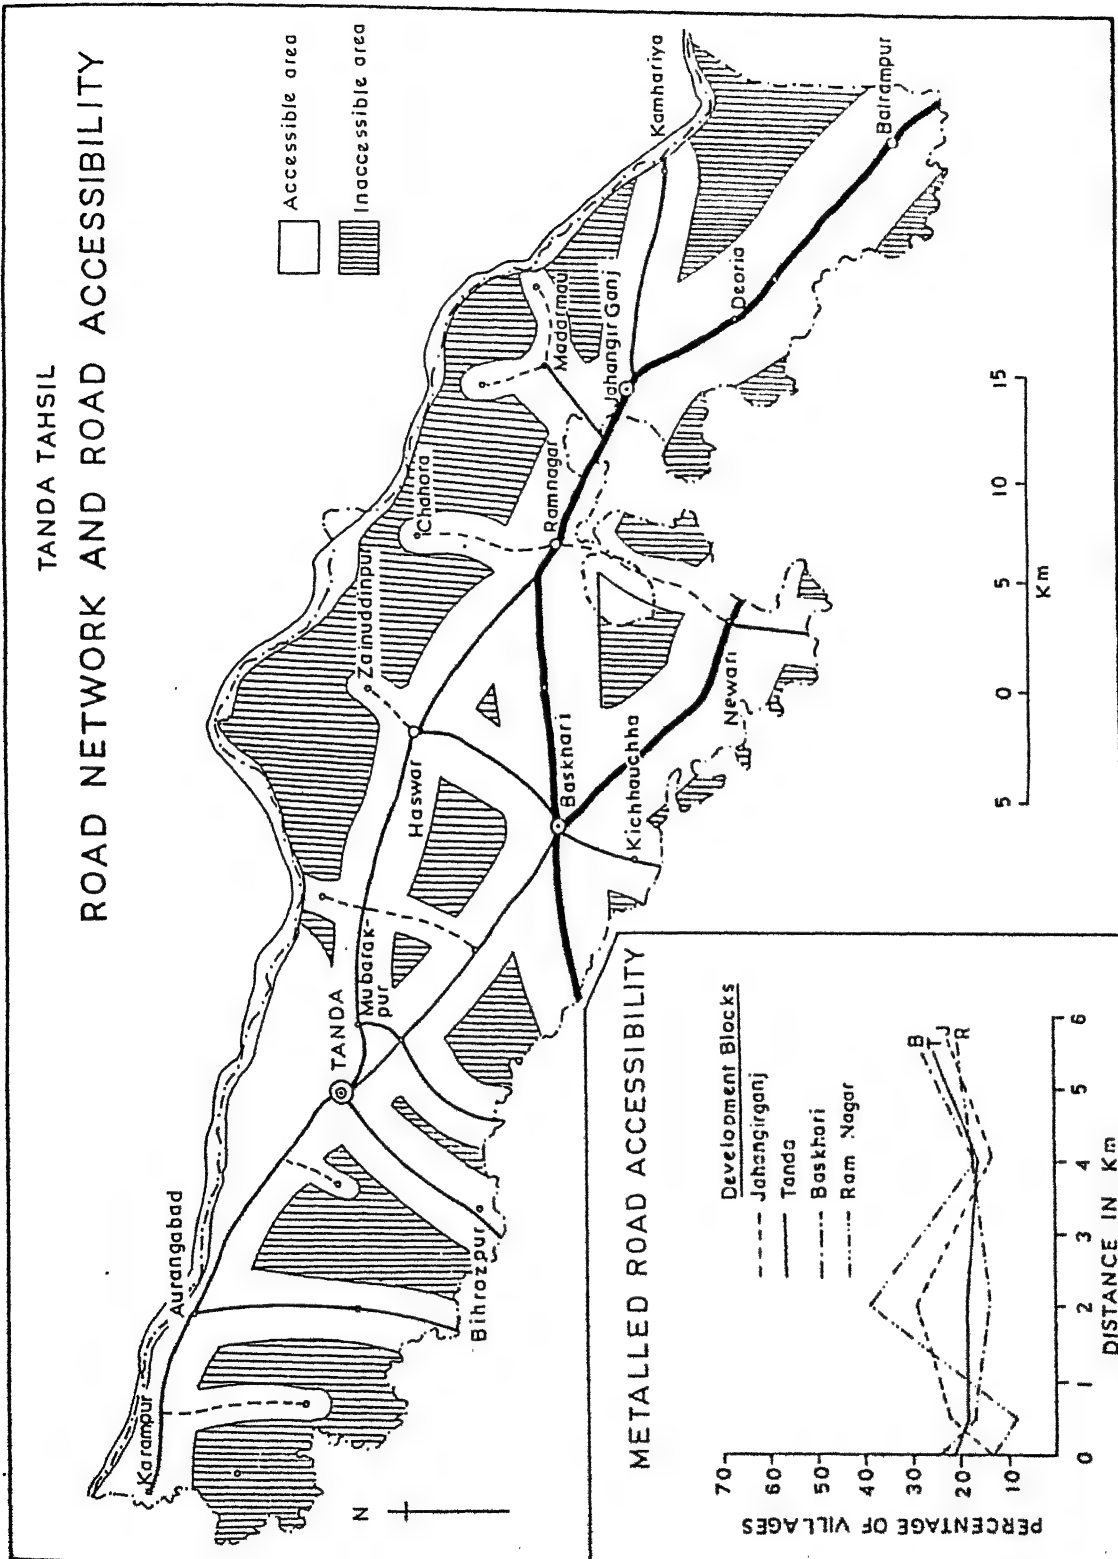 TANDA TAHSIL
ROAD NETWORK AND ROAD ACCESSIBILITY
Accessible area
Inaccessible area
Karampur
Aurangabad
Bihrozpur
TANDA
Mubarak-
pur
Haswar
Zainuddinpur
Chahora
Baskhari
Kichhauchha
Newari
Ramnagar
Madarmau
Jahangir Ganj
Deoria
Kamhariya
Balrampur
N
5 0 5 10 15
Km
METALLED ROAD ACCESSIBILITY
Development Blocks
Jahangirganj
Tanda
Baskhari
Ram Nagar
PERCENTAGE OF VILLAGES
70
60
50
40
30
20
10
B
T
J
R
0 1 2 3 4 5 6
DISTANCE IN Km